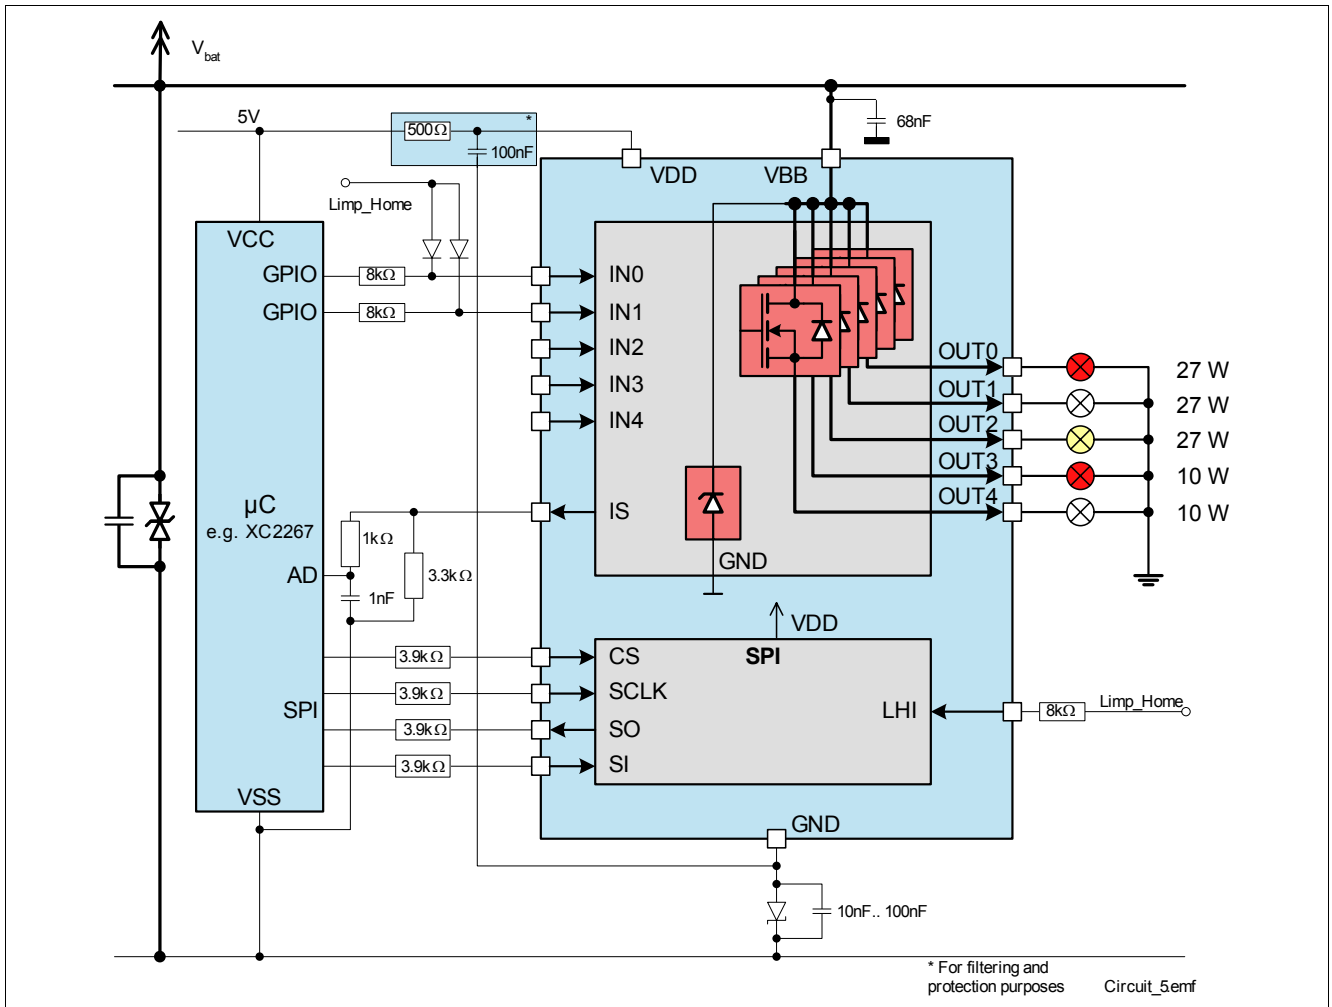 V bat
5V
500Ω
*
100nF
68nF
VDD
VBB
Limp_Home
VCC
GPIO
8kΩ
IN0
GPIO
8kΩ
IN1
IN2
IN3
IN4
OUT0
27 W
OUT1
27 W
OUT2
27 W
OUT3
10 W
OUT4
10 W
µC
e.g. XC2267
IS
1kΩ
AD
3.3kΩ
1nF
GND
VDD
SPI
3.9kΩ
CS
3.9kΩ
SCLK
SPI
3.9kΩ
SO
3.9kΩ
SI
LHI
8kΩ
Limp_Home
VSS
GND
10nF.. 100nF
* For filtering and
protection purposes
Circuit_5.emf